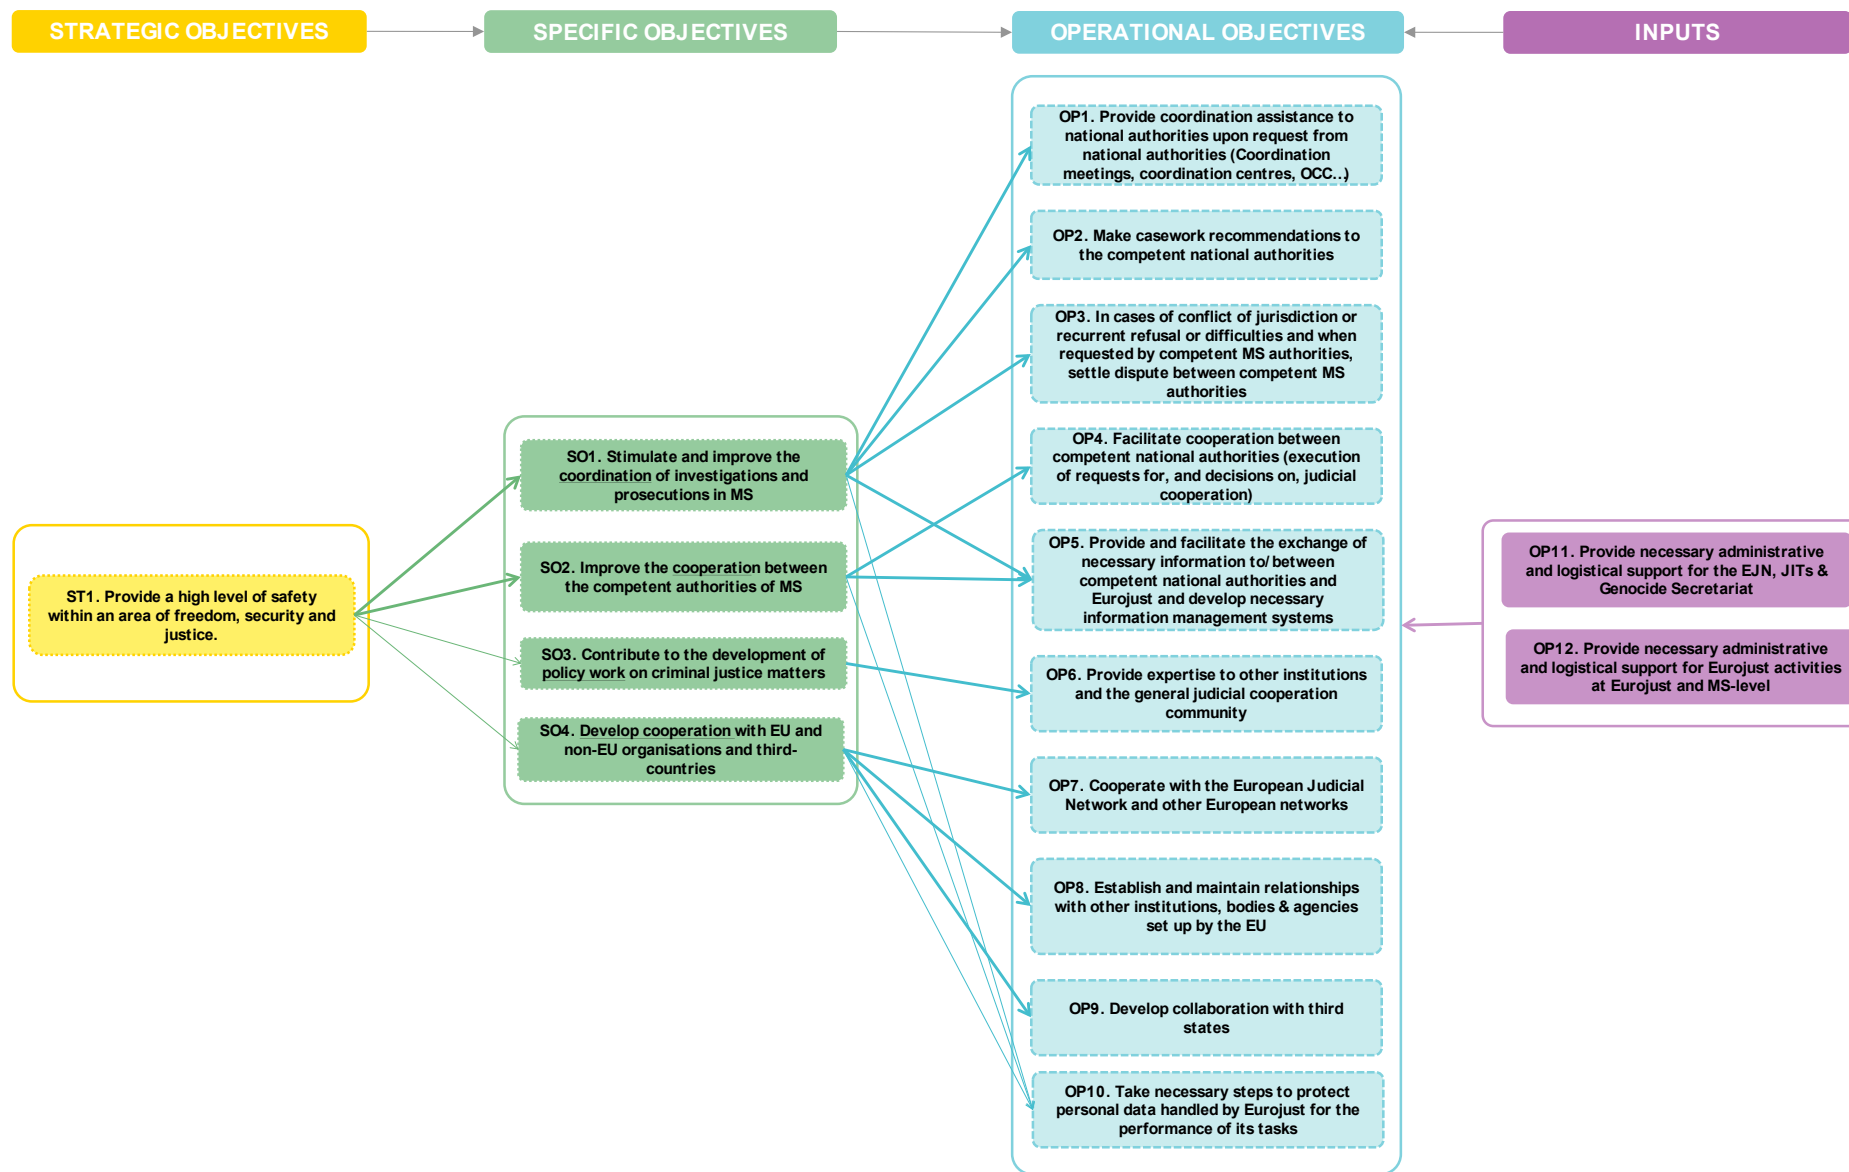 STRATEGIC OBJECTIVES
SPECIFIC OBJECTIVES
OPERATIONAL OBJECTIVES
INPUTS
ST1. Provide a high level of safety
within an area of freedom, security and
justice.
SO1. Stimulate and improve the
coordination of investigations and
prosecutions in MS
SO2. Improve the cooperation between
the competent authorities of MS
SO3. Contribute to the development of
policy work on criminal justice matters
SO4. Develop cooperation with EU and
non-EU organisations and third-
countries
OP1. Provide coordination assistance to
national authorities upon request from
national authorities (Coordination
meetings, coordination centres, OCC...)
OP2. Make casework recommendations to
the competent national authorities
OP3. In cases of conflict of jurisdiction or
recurrent refusal or difficulties and when
requested by competent MS authorities,
settle dispute between competent MS
authorities
OP4. Facilitate cooperation between
competent national authorities (execution
of requests for, and decisions on, judicial
cooperation)
OP5. Provide and facilitate the exchange of
necessary information to/ between
competent national authorities and
Eurojust and develop necessary
information management systems
OP6. Provide expertise to other institutions
and the general judicial cooperation
community
OP7. Cooperate with the European Judicial
Network and other European networks
OP8. Establish and maintain relationships
with other institutions, bodies & agencies
set up by the EU
OP9. Develop collaboration with third
states
OP10. Take necessary steps to protect
personal data handled by Eurojust for the
performance of its tasks
OP11. Provide necessary administrative
and logistical support for the EJN, JITs &
Genocide Secretariat
OP12. Provide necessary administrative
and logistical support for Eurojust activities
at Eurojust and MS-level